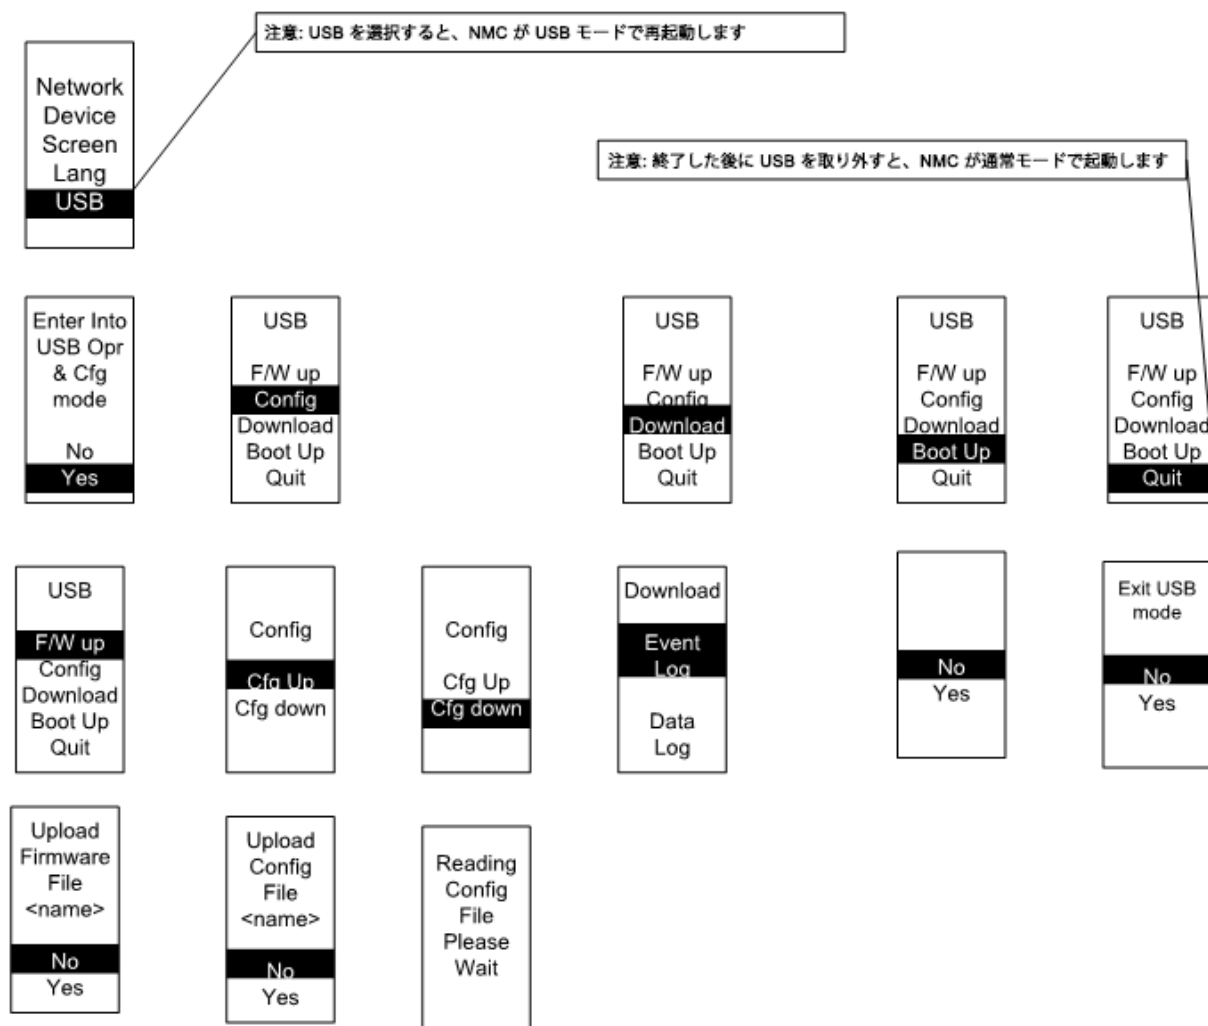 注意: USB を選択すると、NMC が USB モードで再起動します
Network
Device
Screen
Lang
USB
注意: 終了した後に USB を取り外すと、NMC が通常モードで起動します
Enter Into
USB Opr
& Cfg
mode
No
Yes
USB
F/W up
Config
Download
Boot Up
Quit
USB
F/W up
Config
Download
Boot Up
Quit
USB
F/W up
Config
Download
Boot Up
Quit
USB
F/W up
Config
Download
Boot Up
Quit
USB
F/W up
Config
Download
Boot Up
Quit
Config
Cfg Up
Cfg down
Config
Cfg Up
Cfg down
Download
Event
Log
Data
Log
No
Yes
Exit USB
mode
No
Yes
Upload
Firmware
File
<name>
No
Yes
Upload
Config
File
<name>
No
Yes
Reading
Config
File
Please
Wait